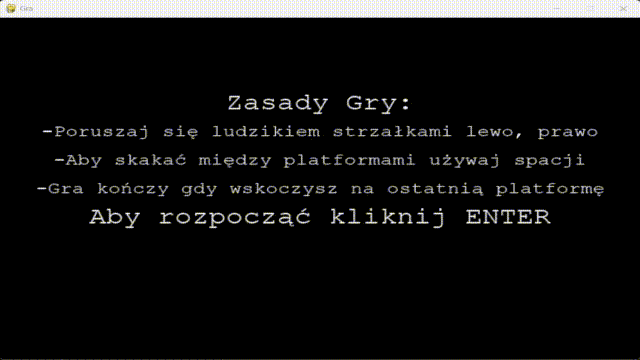 Gra
Zasady Gry:
-Poruszaj się ludzikiem strzałkami lewo, prawo
-Aby skakać między platformami używaj spacji
-Gra kończy gdy wskoczysz na ostatnią platformę
Aby rozpocząć kliknij ENTER